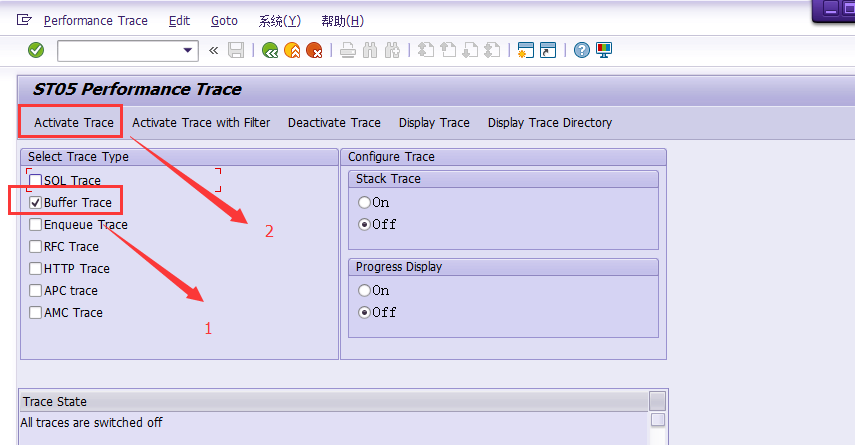 Performance Trace Edit Goto 系统(Y) 帮助(H)
ST05 Performance Trace
Activate Trace Activate Trace with Filter Deactivate Trace Display Trace Display Trace Directory
Select Trace Type
SQL Trace
Buffer Trace
Enqueue Trace
RFC Trace
HTTP Trace
APC trace
AMC Trace
Configure Trace
Stack Trace
On
Off
Progress Display
On
Off
2
1
Trace State
All traces are switched off